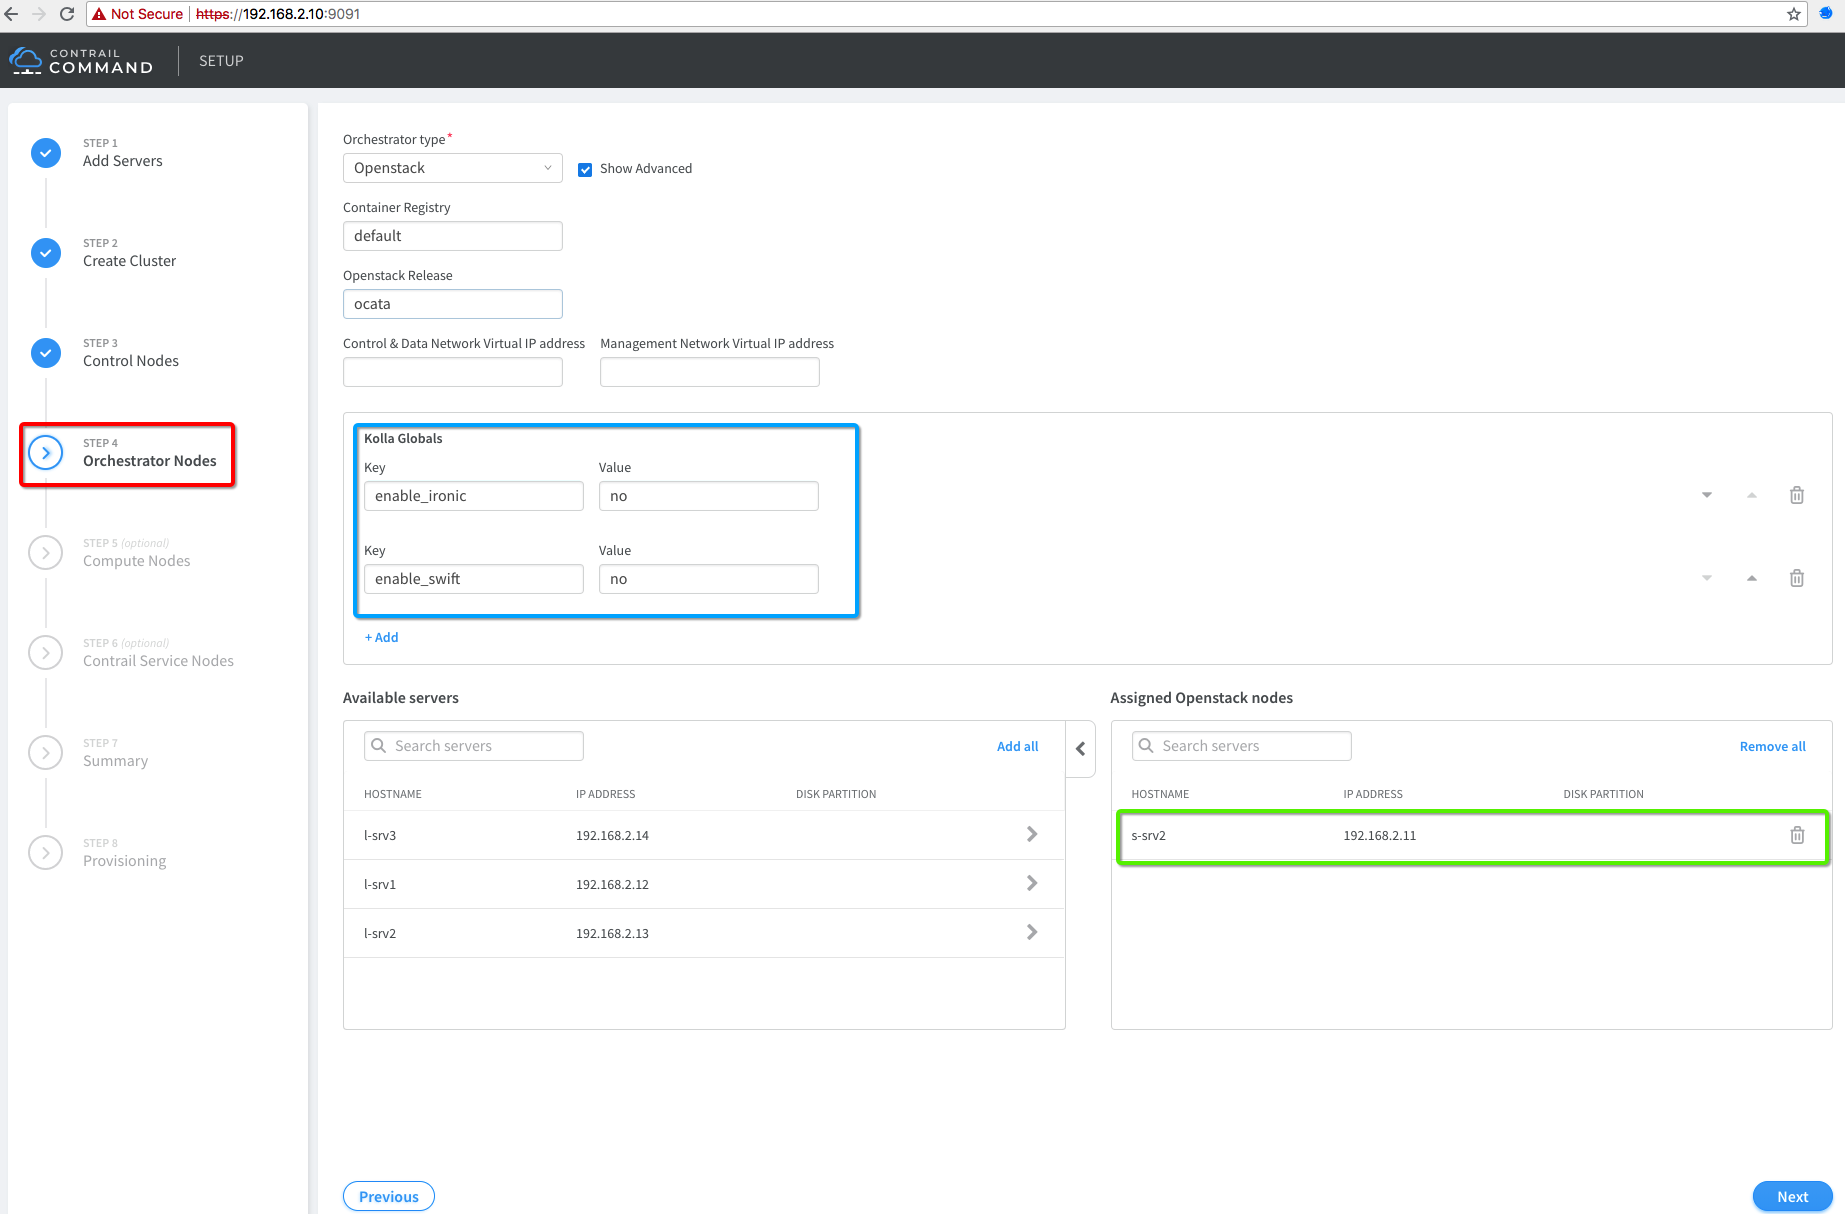 Not Secure | https://192.168.2.10:9091
CONTRAIL
COMMAND
SETUP
STEP 1
Add Servers
STEP 2
Create Cluster
STEP 3
Control Nodes
STEP 4
Orchestrator Nodes
STEP 5 (optional)
Compute Nodes
STEP 6 (optional)
Contrail Service Nodes
STEP 7
Summary
STEP 8
Provisioning
Orchestrator type*
Openstack
Show Advanced
Container Registry
default
Openstack Release
ocata
Control & Data Network Virtual IP address Management Network Virtual IP address
Kolla Globals
Key Value
enable_ironic no
Key Value
enable_swift no
+ Add
Available servers
Search servers Add all
HOSTNAME IP ADDRESS DISK PARTITION
l-srv3 192.168.2.14
l-srv1 192.168.2.12
l-srv2 192.168.2.13
Assigned Openstack nodes
Search servers Remove all
HOSTNAME IP ADDRESS DISK PARTITION
s-srv2 192.168.2.11
Previous
Next